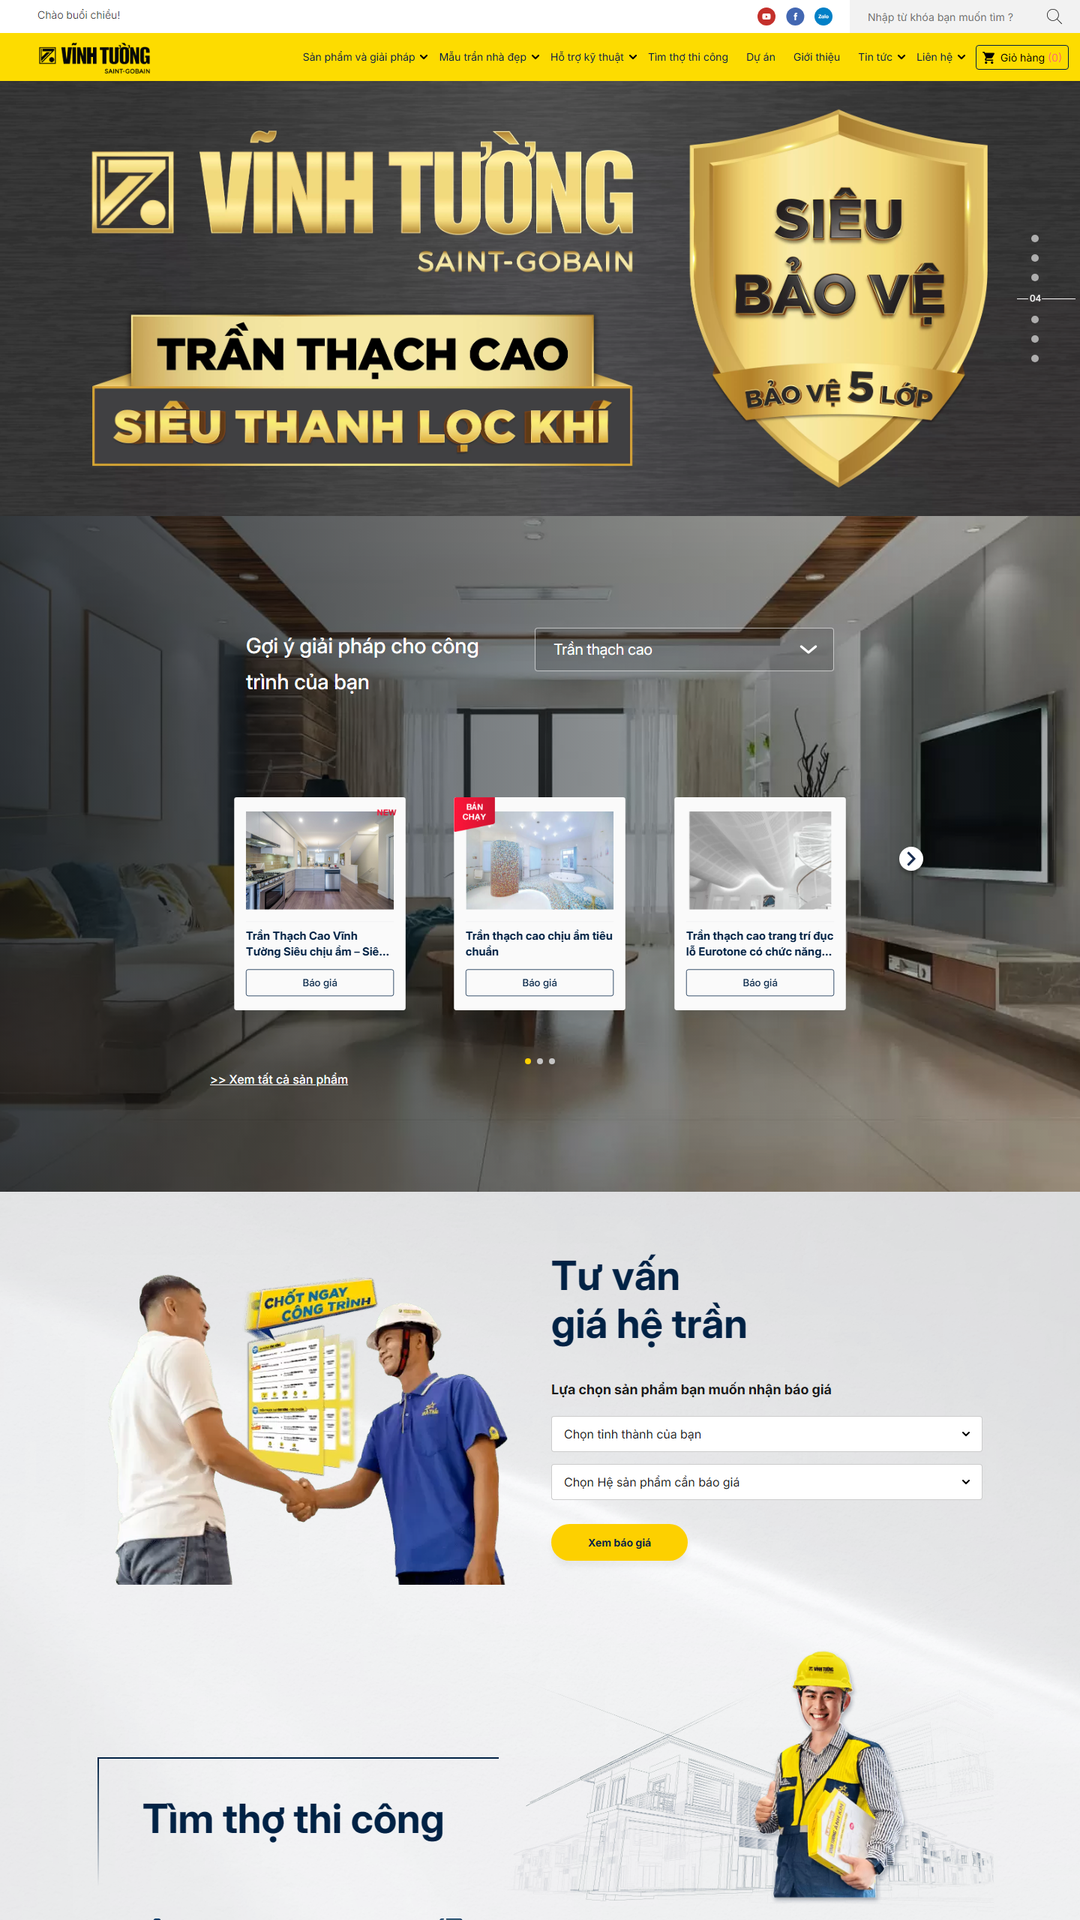 Chào buổi chiều!
Zalo
Nhập từ khóa bạn muốn tìm ?
VĨNH TƯỜNG
SAINT-GOBAIN
Sản phẩm và giải pháp
Mẫu trần nhà đẹp
Hỗ trợ kỹ thuật
Tìm thợ thi công
Dự án
Giới thiệu
Tin tức
Liên hệ
Giỏ hàng (0)
VĨNH TƯỜNG
SAINT-GOBAIN
TRẦN THẠCH CAO
SIÊU THANH LỌC KHÍ
SIÊU
BẢO VỆ
BẢO VỆ 5 LỚP
04
Gợi ý giải pháp cho công
trình của bạn
Trần thạch cao
NEW
Trần Thạch Cao Vĩnh
Tường Siêu chịu ẩm – Siê...
Báo giá
BÁN
CHẠY
Trần thạch cao chịu ẩm tiêu
chuẩn
Báo giá
Trần thạch cao trang trí đục
lỗ Eurotone có chức năng...
Báo giá
>> Xem tất cả sản phẩm
CHỐT NGAY
CÔNG TRÌNH
Tư vấn
giá hệ trần
Lựa chọn sản phẩm bạn muốn nhận báo giá
Chọn tỉnh thành của bạn
Chọn Hệ sản phẩm cần báo giá
Xem báo giá
VĨNH TƯỜNG
Tìm thợ thi công